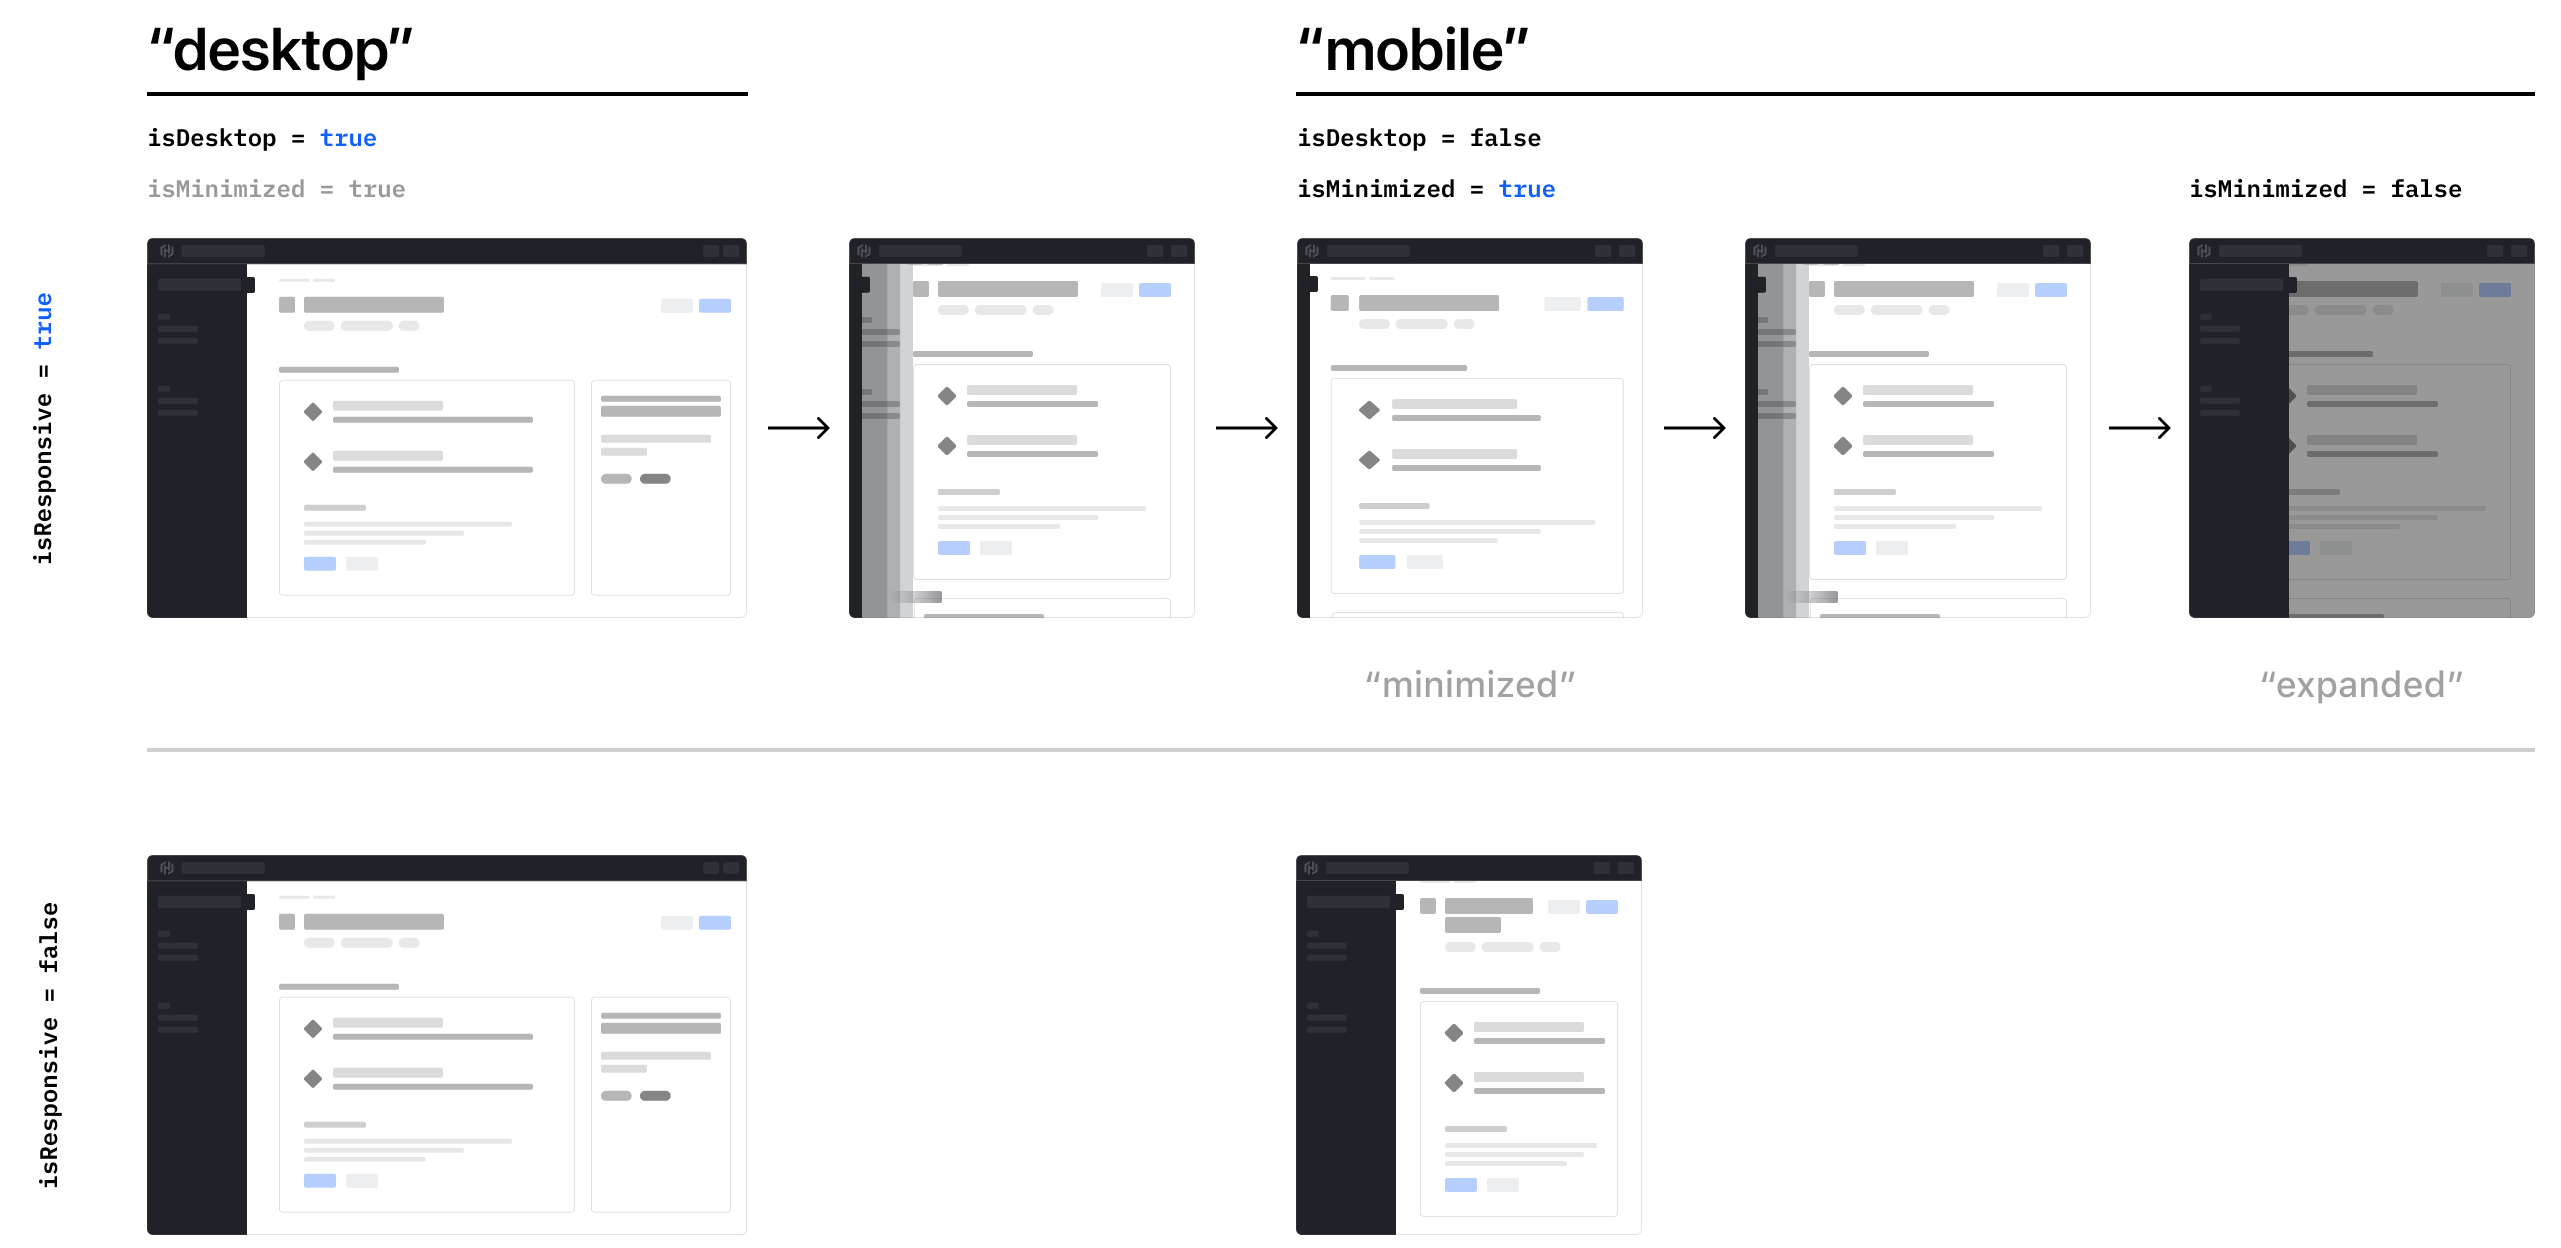 “desktop”
“mobile”
isDesktop = true
isDesktop = false
isMinimized = true
isMinimized = true
isMinimized = false
isResponsive = true
“minimized”
“expanded”
isResponsive = false